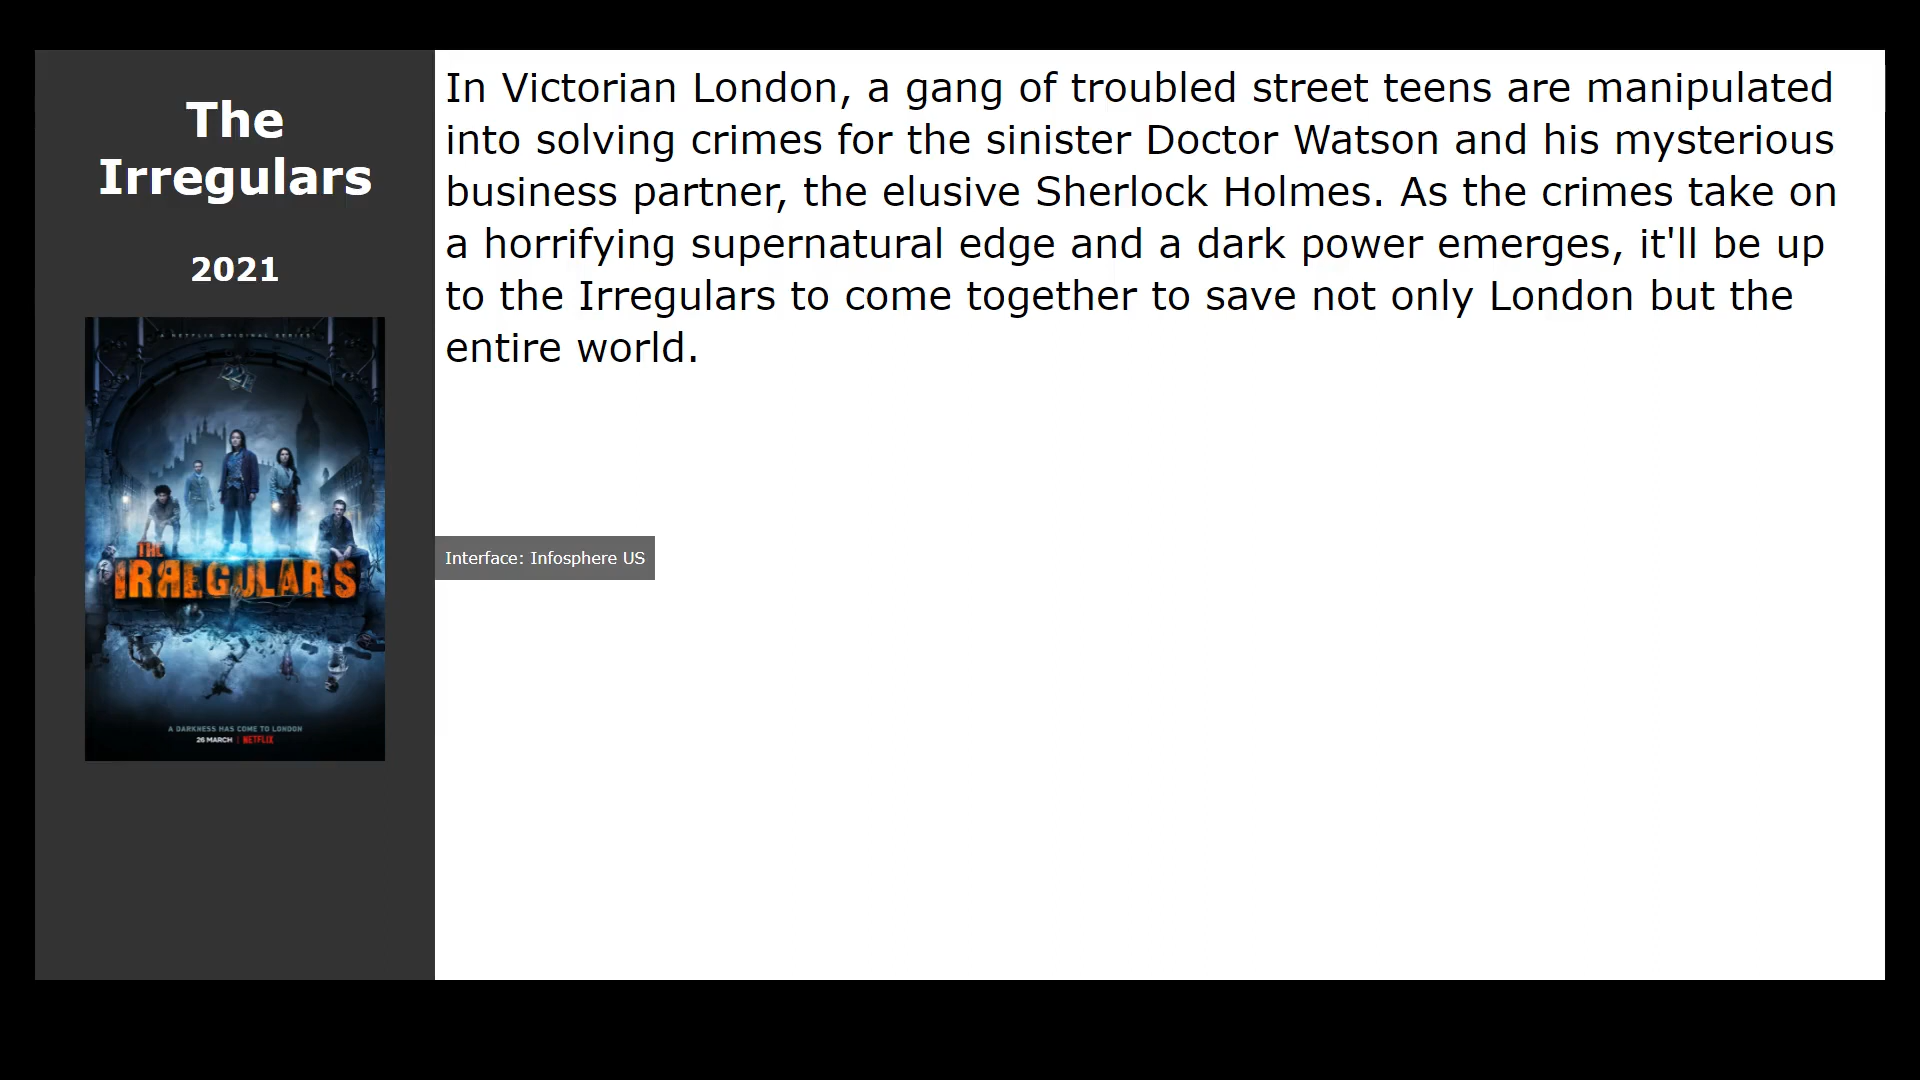 The
Irregulars
2021
A NETFLIX ORIGINAL SERIES
THE
IRREGULARS
A DARKNESS HAS COME TO LONDON
26 MARCH | NETFLIX
In Victorian London, a gang of troubled street teens are manipulated
into solving crimes for the sinister Doctor Watson and his mysterious
business partner, the elusive Sherlock Holmes. As the crimes take on
a horrifying supernatural edge and a dark power emerges, it'll be up
to the Irregulars to come together to save not only London but the
entire world.
Interface: Infosphere US